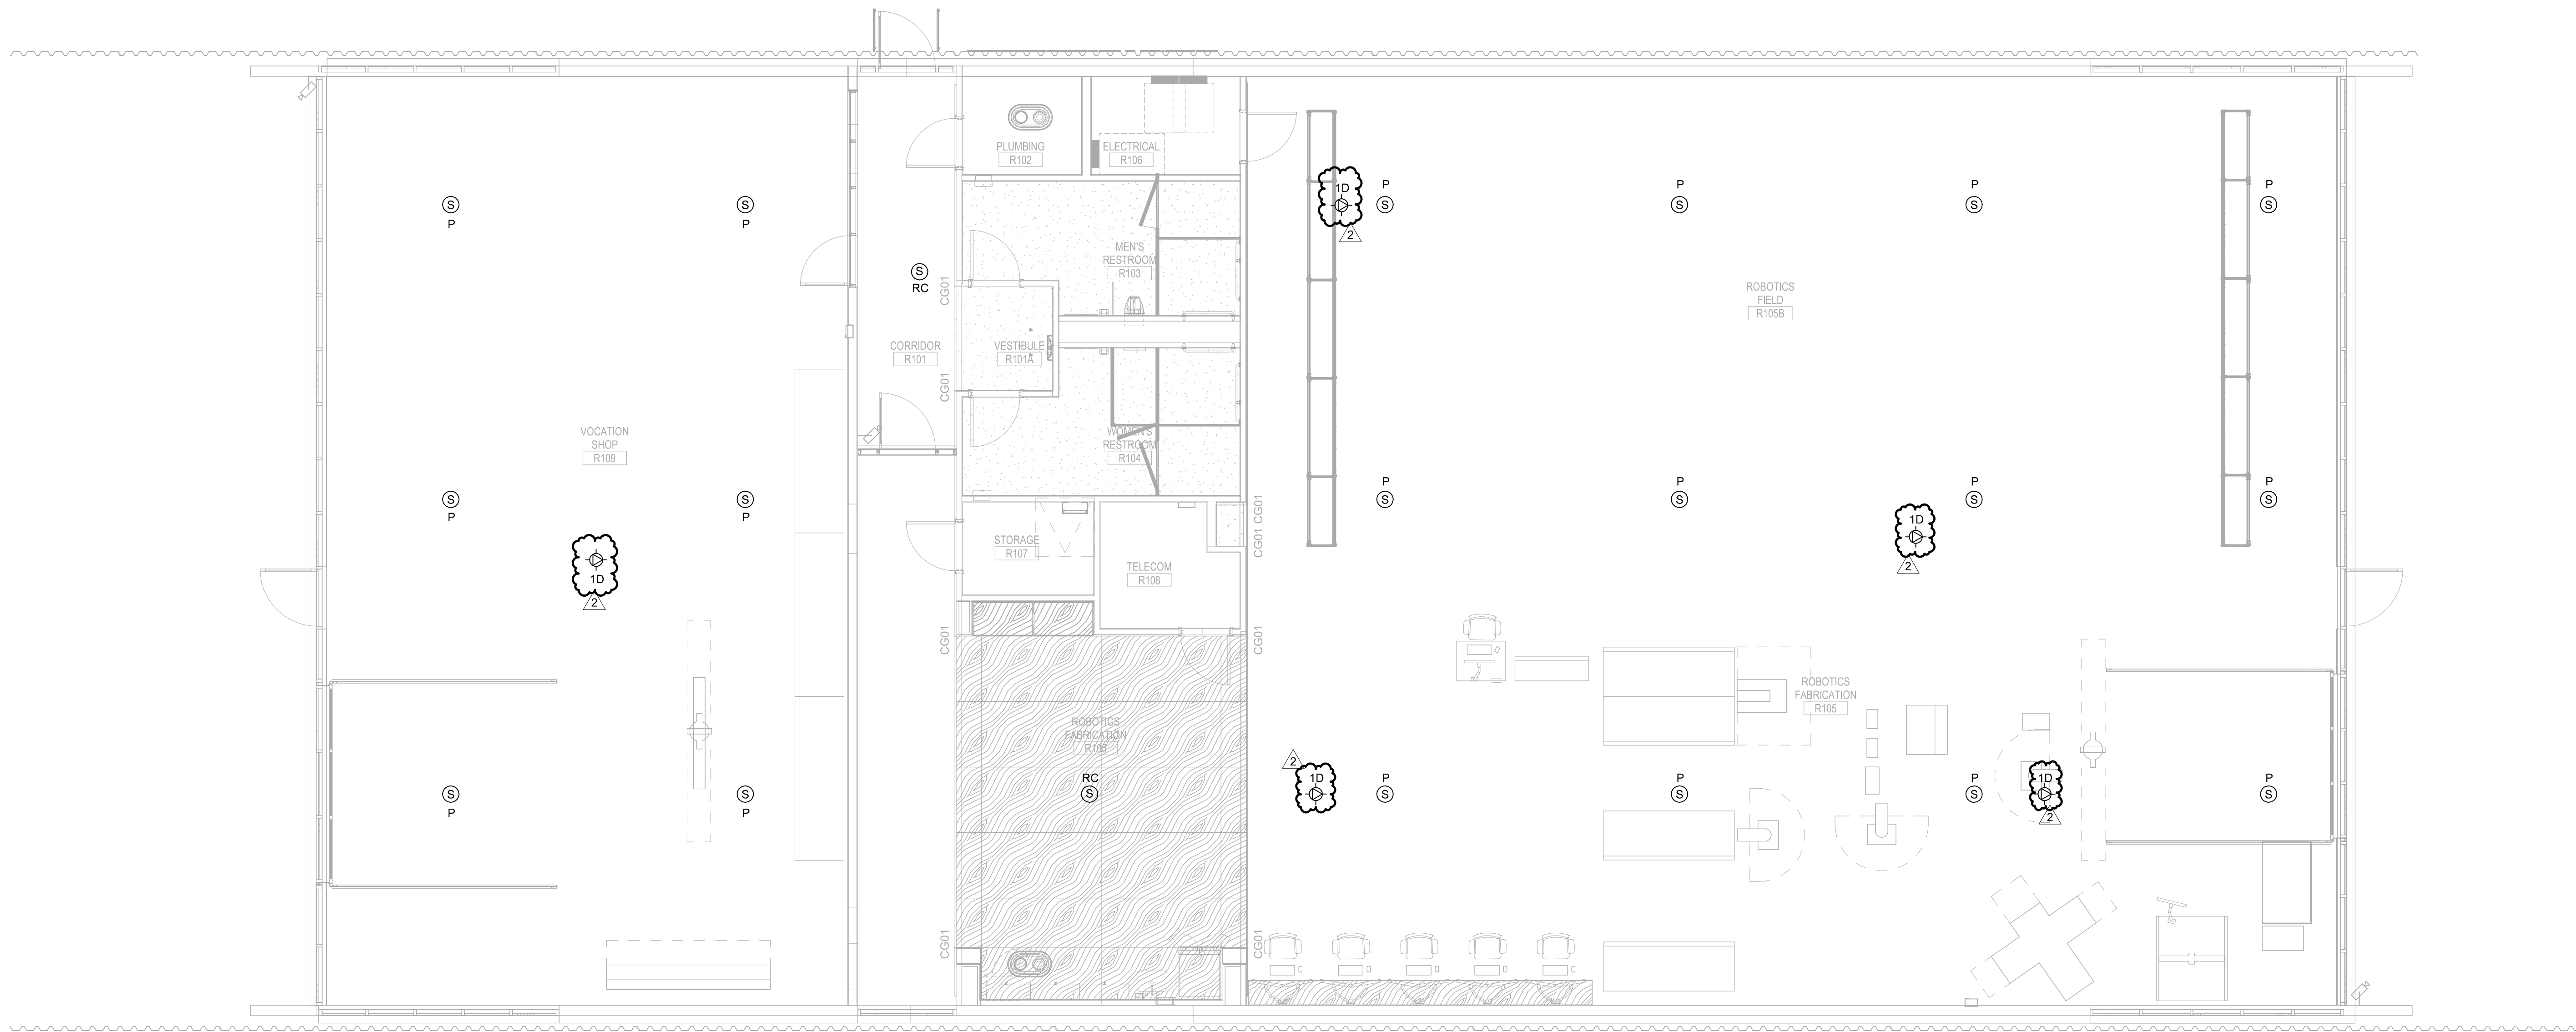 PLUMBING
R102
ELECTRICAL
R106
1D
2
P
S
P
S
P
S
P
S
S
P
S
P
MEN'S
RESTROOM
R103
S
RC
CG01
ROBOTICS
FIELD
R105B
CORRIDOR
R101
VESTIBULE
R101A
CG01
VOCATION
SHOP
R109
WOMEN'S
RESTROOM
R104
S
P
S
P
P
S
P
S
P
S
P
S
CG01 CG01
1D
2
STORAGE
R107
TELECOM
R108
1D
2
CG01
CG01
ROBOTICS
FABRICATION
R105
ROBOTICS
FABRICATION
R105
S
P
S
P
RC
S
2
1D
P
S
P
S
P
S
1D
2
P
S
CG01
CG01